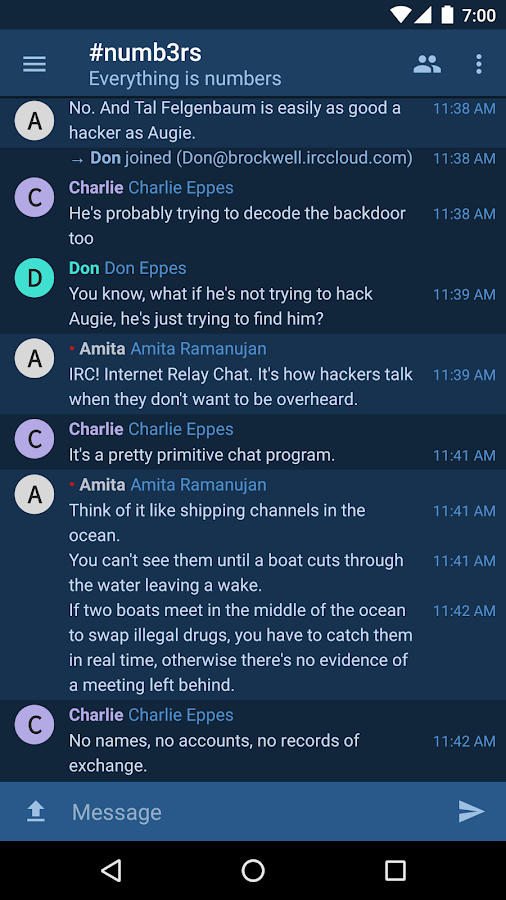 7:00
#numb3rs
Everything is numbers
A
No. And Tal Felgenbaum is easily as good a 11:38 AM
hacker as Augie.
→ Don joined (Don@brockwell.irccloud.com) 11:38 AM
C
Charlie Charlie Eppes
He's probably trying to decode the backdoor 11:38 AM
too
D
Don Don Eppes
You know, what if he's not trying to hack 11:39 AM
Augie, he's just trying to find him?
A
• Amita Amita Ramanujan
IRC! Internet Relay Chat. It's how hackers talk 11:39 AM
when they don't want to be overheard.
C
Charlie Charlie Eppes
It's a pretty primitive chat program. 11:41 AM
A
• Amita Amita Ramanujan
Think of it like shipping channels in the 11:41 AM
ocean.
You can't see them until a boat cuts through 11:41 AM
the water leaving a wake.
If two boats meet in the middle of the ocean 11:42 AM
to swap illegal drugs, you have to catch them
in real time, otherwise there's no evidence of
a meeting left behind.
C
Charlie Charlie Eppes
No names, no accounts, no records of 11:42 AM
exchange.
Message